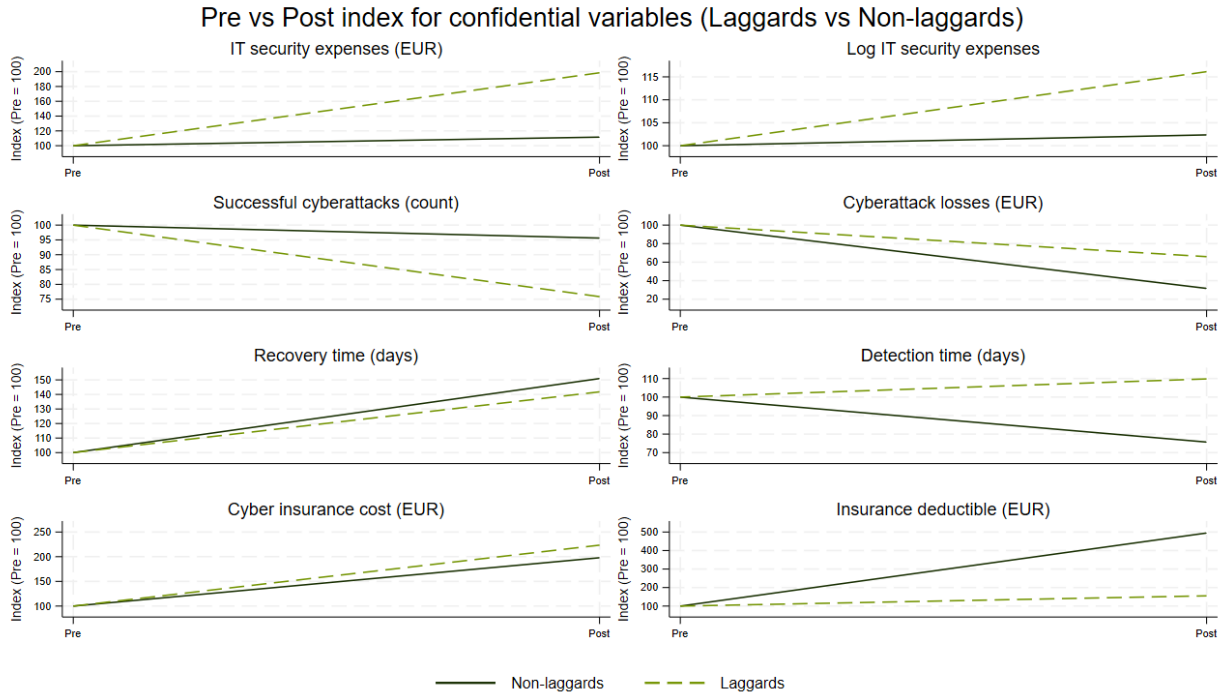 Pre vs Post index for confidential variables (Laggards vs Non-laggards)
IT security expenses (EUR)
Index (Pre = 100)
200
180
160
140
120
100
Pre
Post
Log IT security expenses
Index (Pre = 100)
115
110
105
100
Pre
Post
Successful cyberattacks (count)
Index (Pre = 100)
100
95
90
85
80
75
Pre
Post
Cyberattack losses (EUR)
Index (Pre = 100)
100
80
60
40
20
Pre
Post
Recovery time (days)
Index (Pre = 100)
150
140
130
120
110
100
Pre
Post
Detection time (days)
Index (Pre = 100)
110
100
90
80
70
Pre
Post
Cyber insurance cost (EUR)
Index (Pre = 100)
250
200
150
100
Pre
Post
Insurance deductible (EUR)
Index (Pre = 100)
500
400
300
200
100
Pre
Post
Non-laggards
Laggards